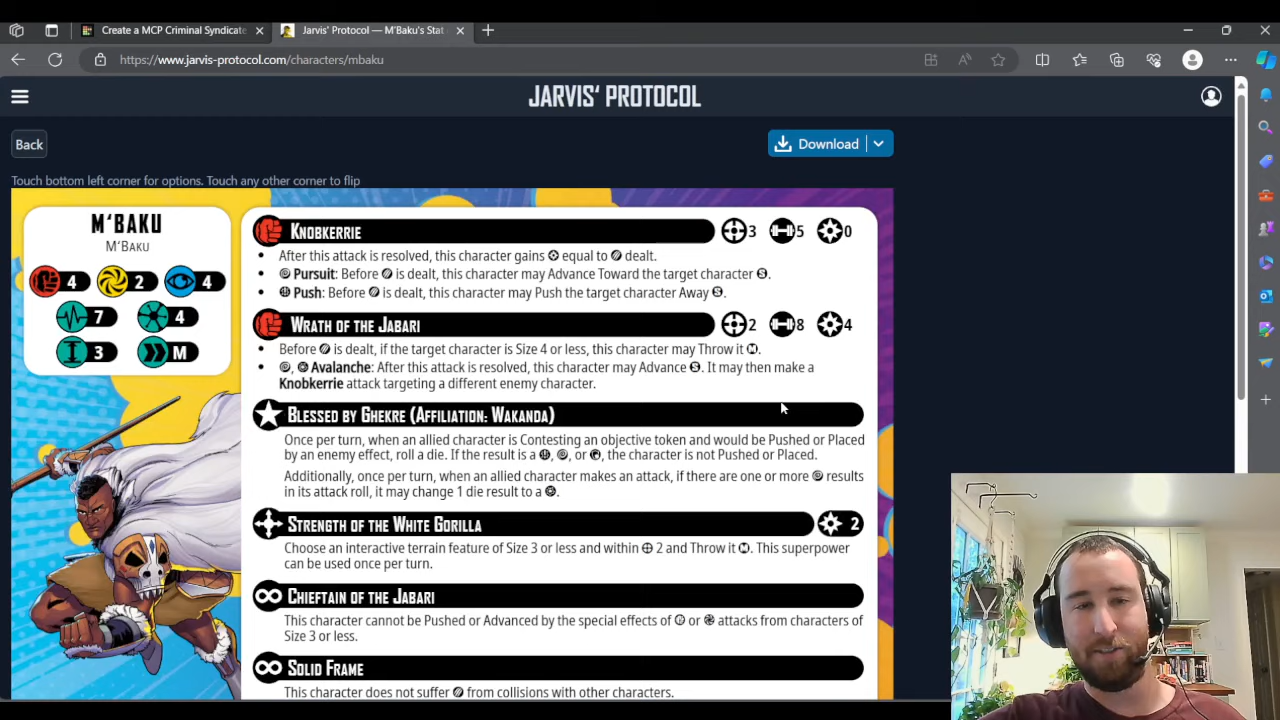 Create a MCP Criminal Syndicate
Jarvis' Protocol — M'Baku's Stat
https://www.jarvis-protocol.com/characters/mbaku
JARVIS' PROTOCOL
Back
Download
Touch bottom left corner for options. Touch any other corner to flip
M'BAKU
M'BAKU
4 2 4
7 4
3 M
KNOBKERRIE 3 5 0
• After this attack is resolved, this character gains equal to dealt.
• Pursuit: Before is dealt, this character may Advance Toward the target character S.
• Push: Before is dealt, this character may Push the target character Away S.
WRATH OF THE JABARI 2 8 4
• Before is dealt, if the target character is Size 4 or less, this character may Throw it M.
• , Avalanche: After this attack is resolved, this character may Advance S. It may then make a
Knobkerrie attack targeting a different enemy character.
BLESSED BY GHEKRE (AFFILIATION: WAKANDA)
Once per turn, when an allied character is Contesting an objective token and would be Pushed or Placed
by an enemy effect, roll a die. If the result is a , , or , the character is not Pushed or Placed.
Additionally, once per turn, when an allied character makes an attack, if there are one or more results
in its attack roll, it may change 1 die result to a .
STRENGTH OF THE WHITE GORILLA 2
Choose an interactive terrain feature of Size 3 or less and within 2 and Throw it M. This superpower
can be used once per turn.
CHIEFTAIN OF THE JABARI
This character cannot be Pushed or Advanced by the special effects of or attacks from characters of
Size 3 or less.
SOLID FRAME
This character does not suffer from collisions with other characters.